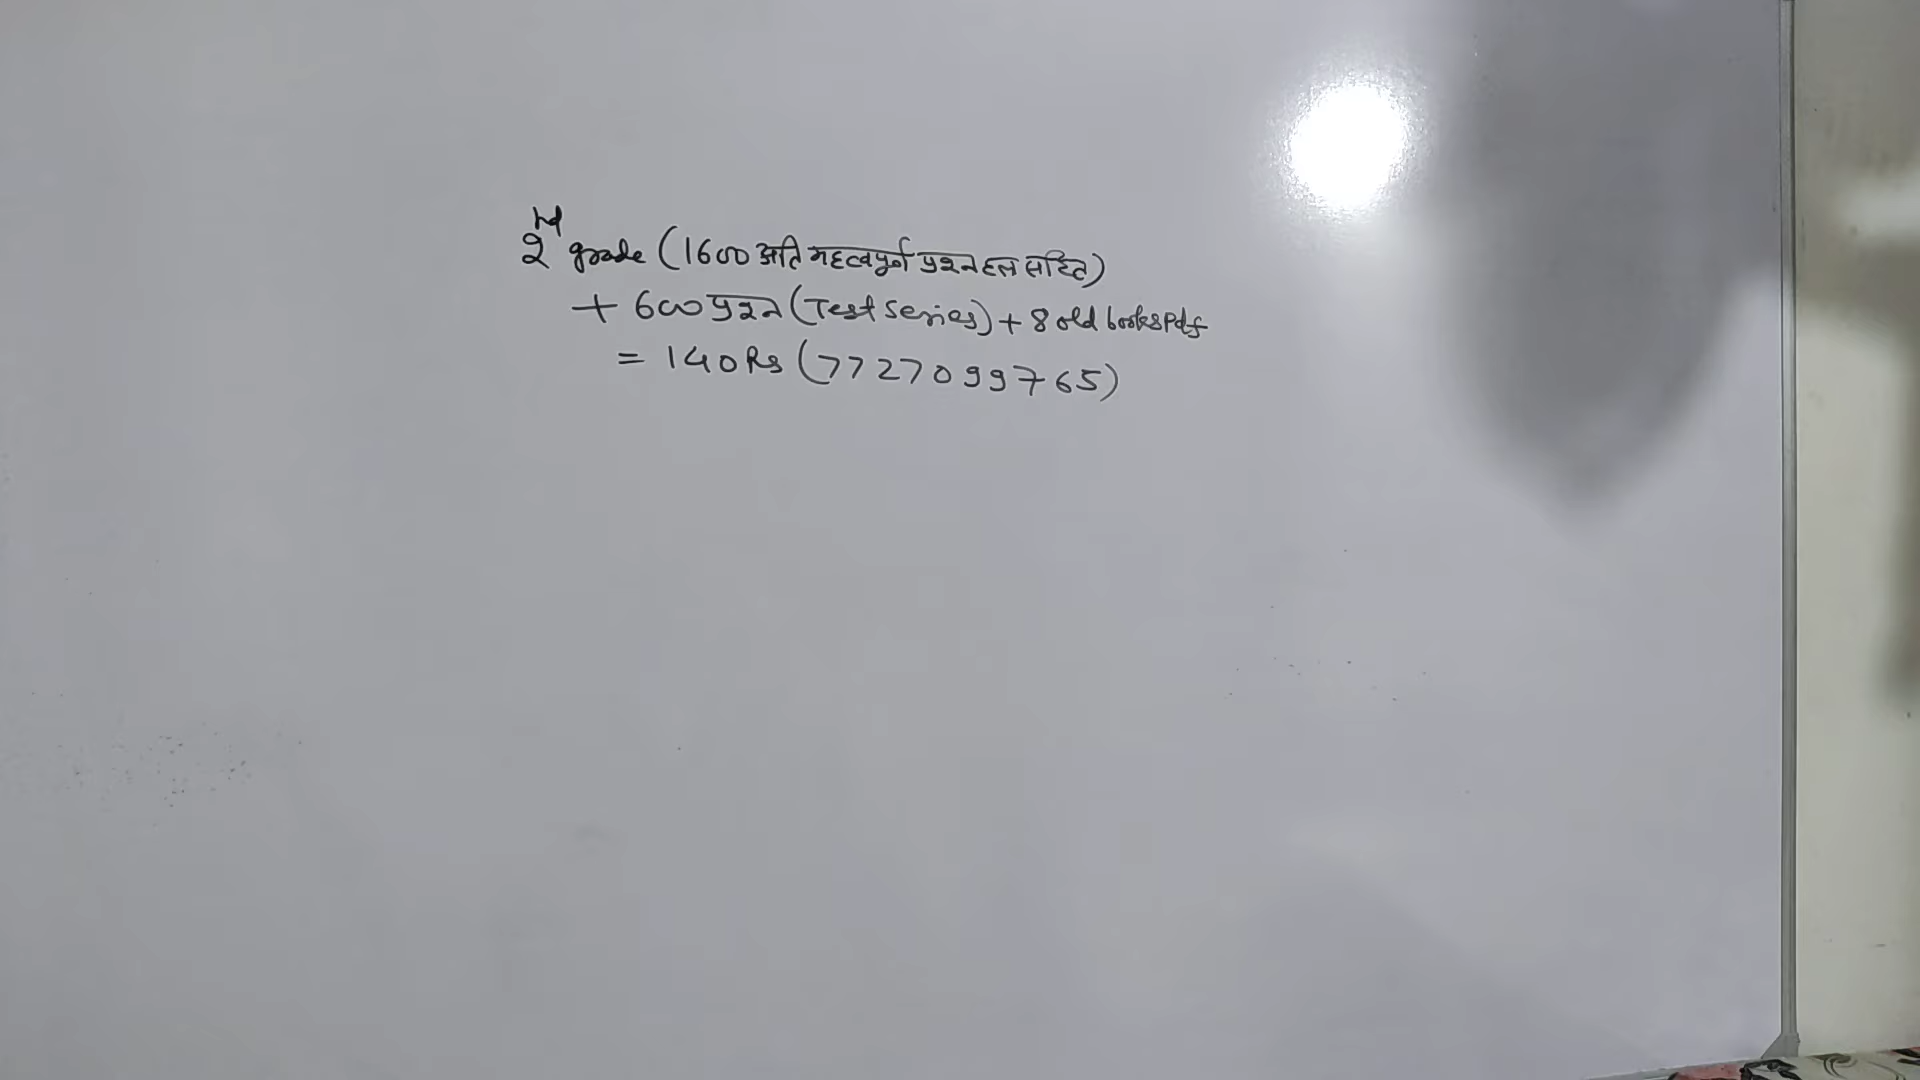 2nd grade (1600 अति महत्वपूर्ण प्रश्न हल सहित)
+ 600 प्रश्न (Test Series) + 8 old books Pdf
= 140 Rs (7727099765)